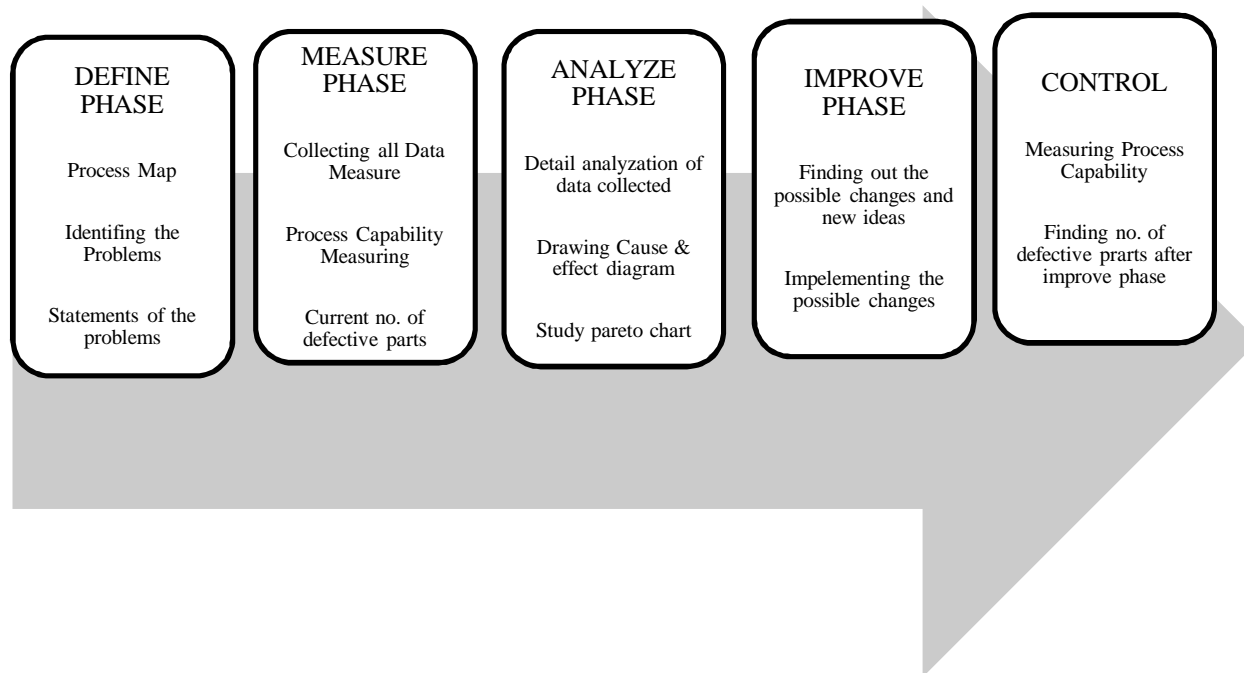 DEFINE
PHASE
Process Map
Identifing the
Problems
Statements of the
problems
MEASURE
PHASE
Collecting all Data
Measure
Process Capability
Measuring
Current no. of
defective parts
ANALYZE
PHASE
Detail analyzation of
data collected
Drawing Cause &
effect diagram
Study pareto chart
IMPROVE
PHASE
Finding out the
possible changes and
new ideas
Impelementing the
possible changes
CONTROL
Measuring Process
Capability
Finding no. of
defective prarts after
improve phase